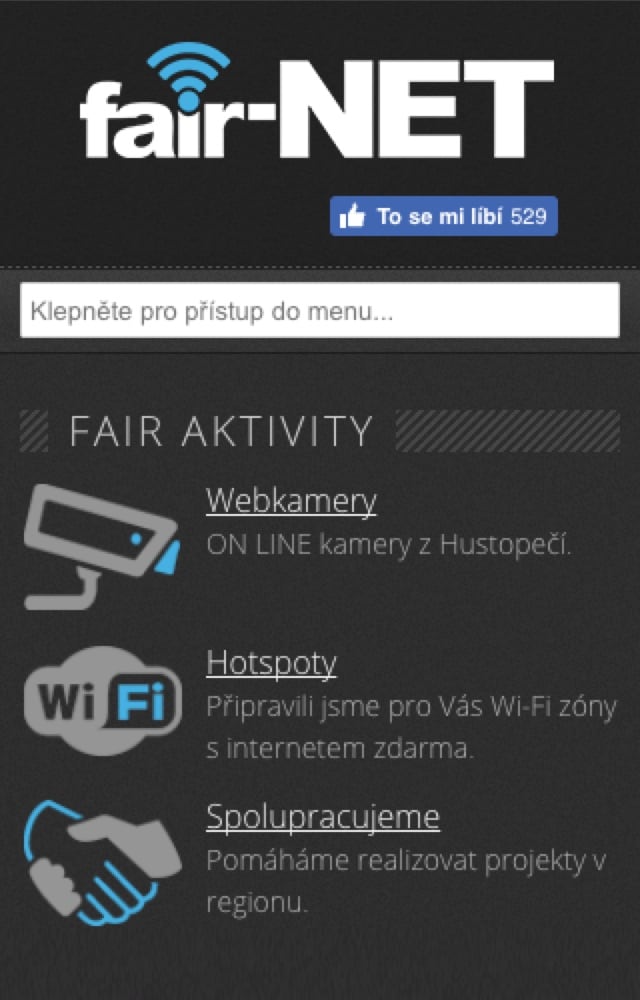 fair-NET
To se mi líbí 529
Klepněte pro přístup do menu...
FAIR AKTIVITY
Webkamery
ON LINE kamery z Hustopečí.
Wi Fi
Hotspoty
Připravili jsme pro Vás Wi-Fi zóny
s internetem zdarma.
Spolupracujeme
Pomáháme realizovat projekty v
regionu.